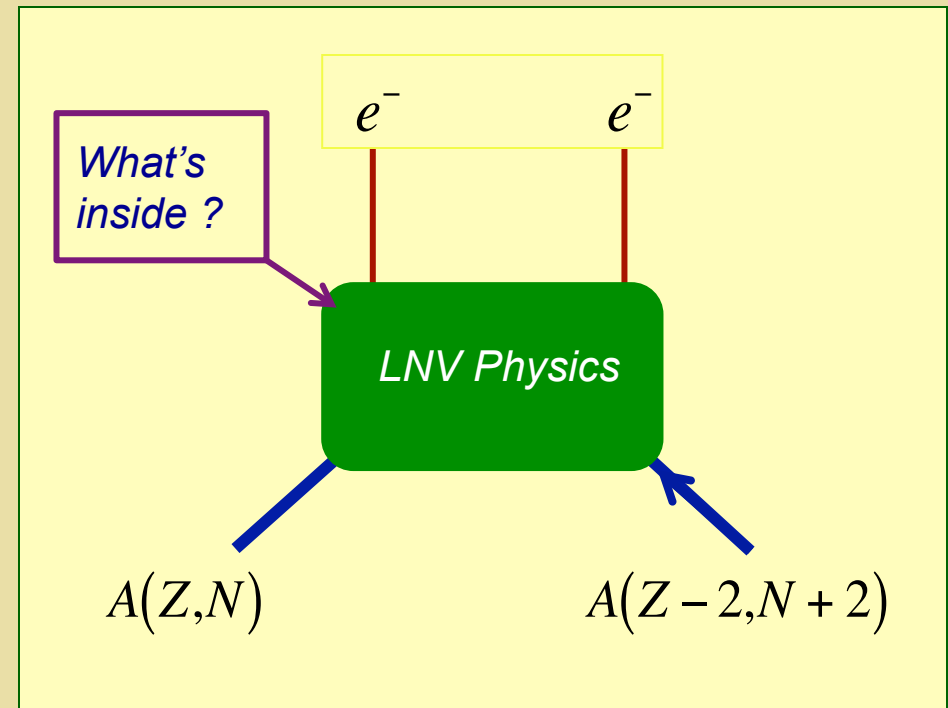 e⁻ e⁻
What's
inside ?
LNV Physics
A(Z,N) A(Z − 2,N + 2)